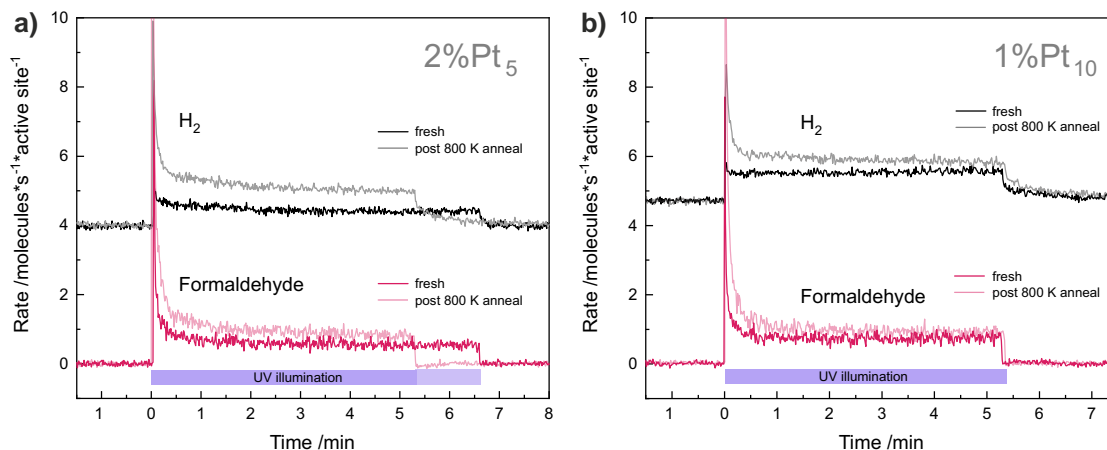 a)
2%Pt5
H2
fresh
post 800 K anneal
Formaldehyde
fresh
post 800 K anneal
UV illumination
Rate /molecules*s-1*active site-1
10
8
6
4
2
0
1 0 1 2 3 4 5 6 7 8
Time /min
b)
1%Pt10
H2
fresh
post 800 K anneal
Formaldehyde
fresh
post 800 K anneal
UV illumination
Rate /molecules*s-1*active site-1
10
8
6
4
2
0
1 0 1 2 3 4 5 6 7
Time /min